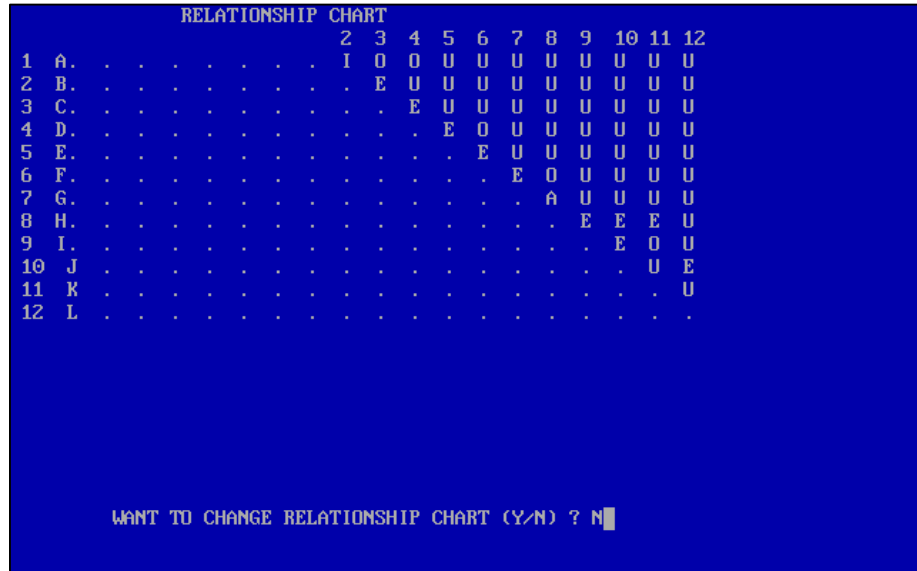 RELATIONSHIP CHART
2 3 4 5 6 7 8 9 10 11 12
1 A. . . . . . . . I O O U U U U U U U U
2 B. . . . . . . . . E U U U U U U U U U
3 C. . . . . . . . . . E U U U U U U U U
4 D. . . . . . . . . . . E O U U U U U U
5 E. . . . . . . . . . . . E U U U U U U
6 F. . . . . . . . . . . . . E O U U U U
7 G. . . . . . . . . . . . . . A U U U U
8 H. . . . . . . . . . . . . . . E E E U
9 I. . . . . . . . . . . . . . . . E O U
10 J . . . . . . . . . . . . . . . . U E
11 K . . . . . . . . . . . . . . . . . U
12 L . . . . . . . . . . . . . . . . . .
WANT TO CHANGE RELATIONSHIP CHART (Y/N) ? N